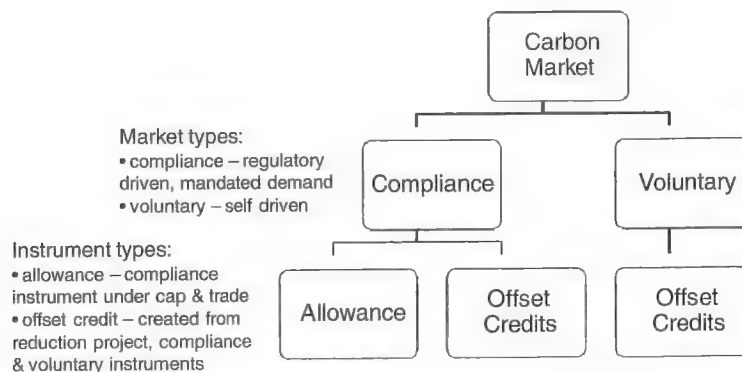 Carbon
Market
Market types:
• compliance – regulatory
driven, mandated demand
• voluntary – self driven
Compliance
Voluntary
Instrument types:
• allowance – compliance
instrument under cap & trade
• offset credit – created from
reduction project, compliance
& voluntary instruments
Allowance
Offset
Credits
Offset
Credits